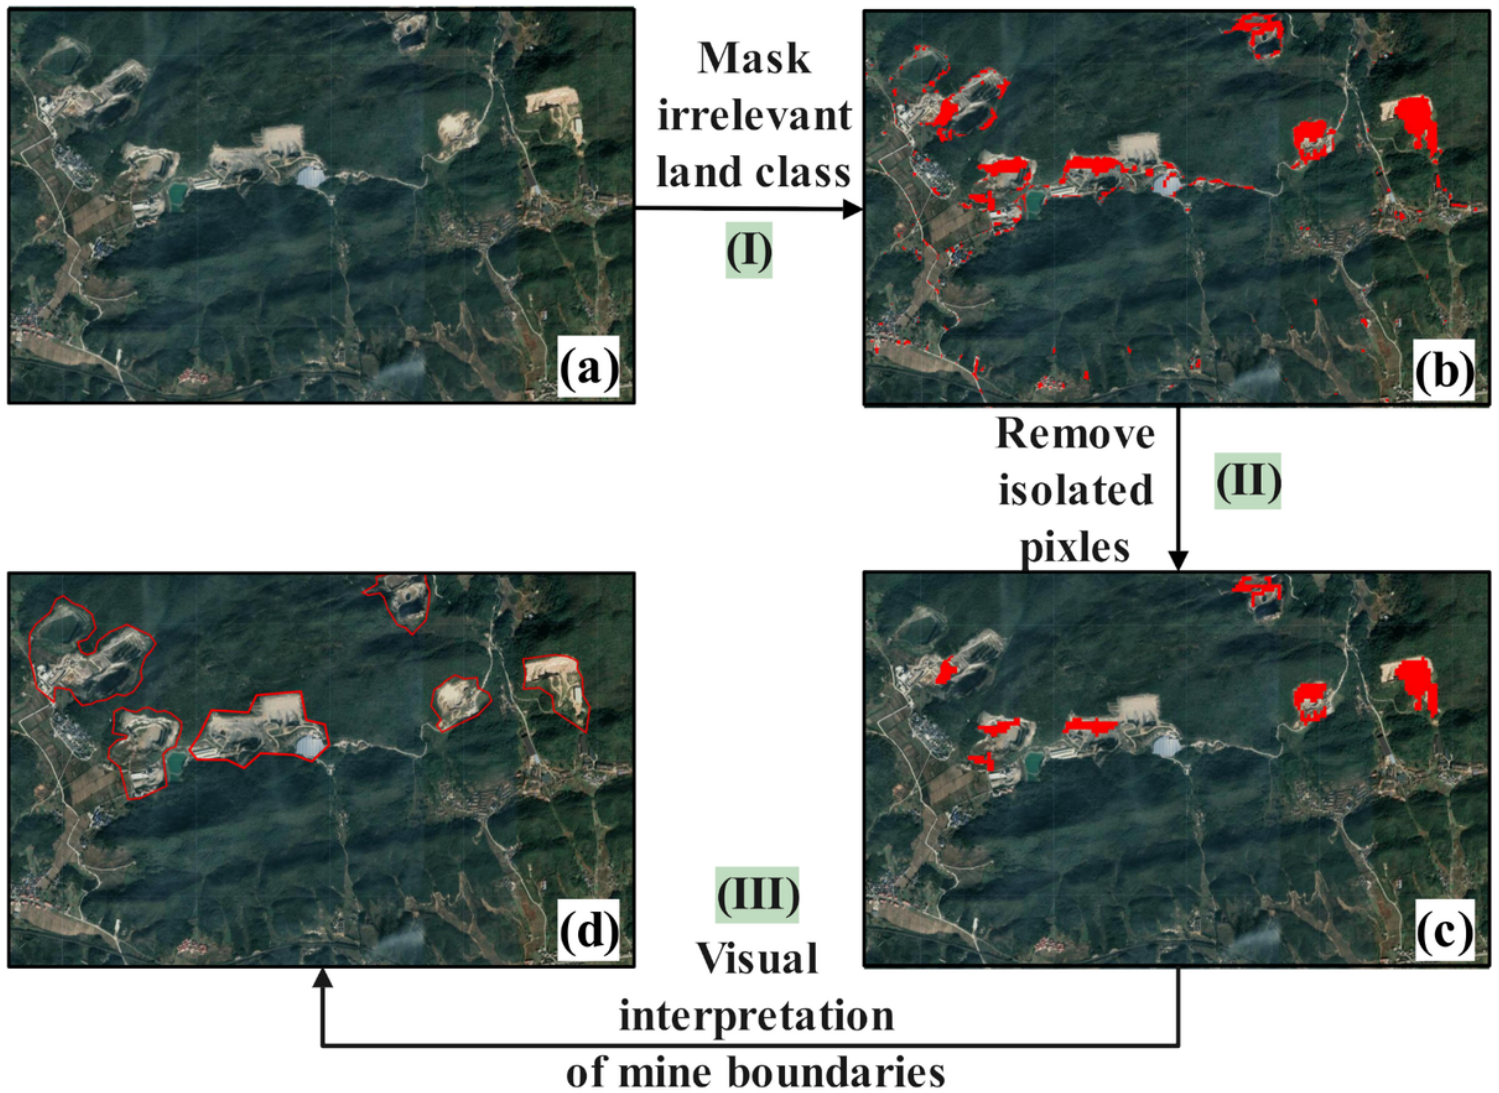 (a)
Mask
irrelevant
land class
(I)
(b)
Remove
isolated
pixles
(II)
(c)
(III)
Visual
interpretation
of mine boundaries
(d)